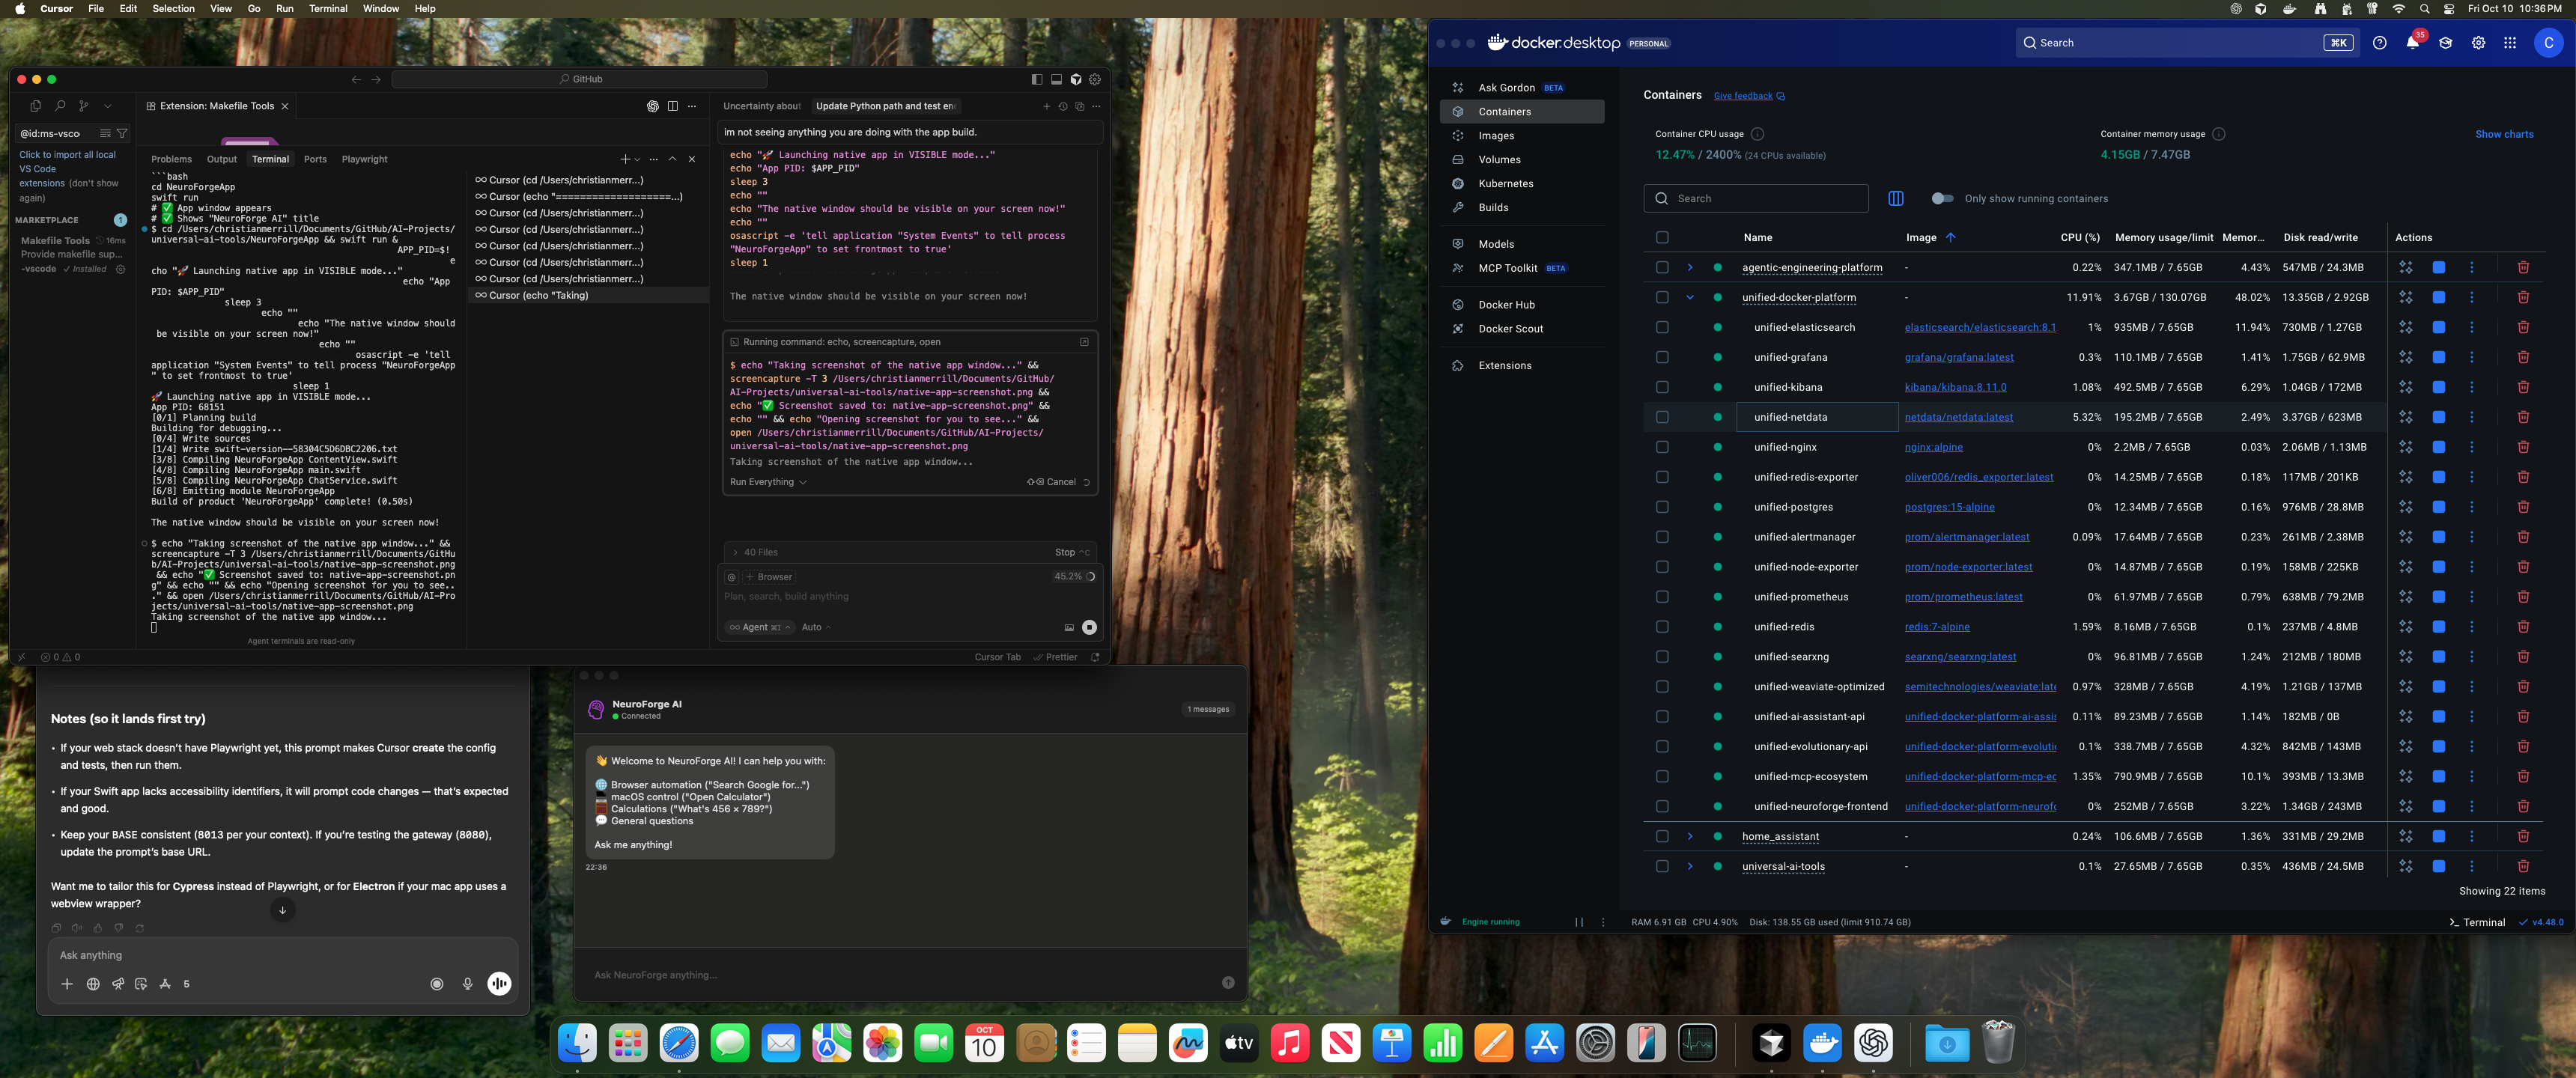 Cursor File Edit Selection View Go Run Terminal Window Help
Fri Oct 10 10:36 PM
GitHub
@id:ms-vsco
Click to import all local
VS Code
extensions (don't show
again)
MARKETPLACE 1
Makefile Tools 16ms
Provide makefile sup...
-vscode ✓ Installed
Extension: Makefile Tools
Problems Output Terminal Ports Playwright
```bash
cd NeuroForgeApp
swift run
# ✅ App window appears
# ✅ Shows "NeuroForge AI" title
$ cd /Users/christianmerrill/Documents/GitHub/AI-Projects/
universal-ai-tools/NeuroForgeApp && swift run &
APP_PID=$!
e
cho "🚀 Launching native app in VISIBLE mode..."
echo "App
PID: $APP_PID"
sleep 3
echo ""
echo "The native window should
be visible on your screen now!"
echo ""
osascript -e 'tell
application "System Events" to tell process "NeuroForgeApp
" to set frontmost to true'
sleep 1
🚀 Launching native app in VISIBLE mode...
App PID: 68151
[0/1] Planning build
Building for debugging...
[0/4] Write sources
[1/4] Write swift-version--58304C5D6DBC2206.txt
[3/8] Compiling NeuroForgeApp ContentView.swift
[4/8] Compiling NeuroForgeApp main.swift
[5/8] Compiling NeuroForgeApp ChatService.swift
[6/8] Emitting module NeuroForgeApp
Build of product 'NeuroForgeApp' complete! (0.50s)
The native window should be visible on your screen now!
$ echo "Taking screenshot of the native app window..." &&
screencapture -T 3 /Users/christianmerrill/Documents/GitHu
b/AI-Projects/universal-ai-tools/native-app-screenshot.png
&& echo "✅ Screenshot saved to: native-app-screenshot.pn
g" && echo "" && echo "Opening screenshot for you to see..
." && open /Users/christianmerrill/Documents/GitHub/AI-Pro
jects/universal-ai-tools/native-app-screenshot.png
Taking screenshot of the native app window...
Agent terminals are read-only
Cursor (cd /Users/christianmerr...)
Cursor (echo "===================...)
Cursor (cd /Users/christianmerr...)
Cursor (cd /Users/christianmerr...)
Cursor (cd /Users/christianmerr...)
Cursor (cd /Users/christianmerr...)
Cursor (cd /Users/christianmerr...)
Cursor (echo "Taking)
Uncertainty about Update Python path and test en
im not seeing anything you are doing with the app build.
echo "🚀 Launching native app in VISIBLE mode..."
echo "App PID: $APP_PID"
sleep 3
echo ""
echo "The native window should be visible on your screen now!"
echo ""
osascript -e 'tell application "System Events" to tell process
"NeuroForgeApp" to set frontmost to true'
sleep 1
The native window should be visible on your screen now!
Running command: echo, screencapture, open
$ echo "Taking screenshot of the native app window..." &&
screencapture -T 3 /Users/christianmerrill/Documents/GitHub/
AI-Projects/universal-ai-tools/native-app-screenshot.png &&
echo "✅ Screenshot saved to: native-app-screenshot.png" &&
echo "" && echo "Opening screenshot for you to see..." &&
open /Users/christianmerrill/Documents/GitHub/AI-Projects/
universal-ai-tools/native-app-screenshot.png
Taking screenshot of the native app window...
Run Everything Cancel
40 Files Stop ^C
@ + Browser 45.2%
Plan, search, build anything
Agent ⌘I Auto
0 0 Cursor Tab Prettier
Notes (so it lands first try)
• If your web stack doesn't have Playwright yet, this prompt makes Cursor create the config
and tests, then run them.
• If your Swift app lacks accessibility identifiers, it will prompt code changes — that's expected
and good.
• Keep your BASE consistent (8013 per your context). If you're testing the gateway (8080),
update the prompt's base URL.
Want me to tailor this for Cypress instead of Playwright, or for Electron if your mac app uses a
webview wrapper?
Ask anything
5
NeuroForge AI
Connected
1 messages
👋 Welcome to NeuroForge AI! I can help you with:
🌐 Browser automation ("Search Google for...")
macOS control ("Open Calculator")
Calculations ("What's 456 × 789?")
💬 General questions
Ask me anything!
22:36
Ask NeuroForge anything...
docker.desktop PERSONAL
Search ⌘K
35
C
Ask Gordon BETA
Containers
Images
Volumes
Kubernetes
Builds
Models
MCP Toolkit BETA
Docker Hub
Docker Scout
Extensions
Containers Give feedback
Container CPU usage
12.47% / 2400% (24 CPUs available)
Container memory usage
4.15GB / 7.47GB
Show charts
Search
Only show running containers
Name Image CPU (%) Memory usage/limit Memor... Disk read/write Actions
agentic-engineering-platform - 0.22% 347.1MB / 7.65GB 4.43% 547MB / 24.3MB
unified-docker-platform - 11.91% 3.67GB / 130.07GB 48.02% 13.35GB / 2.92GB
unified-elasticsearch elasticsearch/elasticsearch:8.1 1% 935MB / 7.65GB 11.94% 730MB / 1.27GB
unified-grafana grafana/grafana:latest 0.3% 110.1MB / 7.65GB 1.41% 1.75GB / 62.9MB
unified-kibana kibana/kibana:8.11.0 1.08% 492.5MB / 7.65GB 6.29% 1.04GB / 172MB
unified-netdata netdata/netdata:latest 5.32% 195.2MB / 7.65GB 2.49% 3.37GB / 623MB
unified-nginx nginx:alpine 0% 2.2MB / 7.65GB 0.03% 2.06MB / 1.13MB
unified-redis-exporter oliver006/redis_exporter:latest 0% 14.25MB / 7.65GB 0.18% 117MB / 201KB
unified-postgres postgres:15-alpine 0% 12.34MB / 7.65GB 0.16% 976MB / 28.8MB
unified-alertmanager prom/alertmanager:latest 0.09% 17.64MB / 7.65GB 0.23% 261MB / 2.38MB
unified-node-exporter prom/node-exporter:latest 0% 14.87MB / 7.65GB 0.19% 158MB / 225KB
unified-prometheus prom/prometheus:latest 0% 61.97MB / 7.65GB 0.79% 638MB / 79.2MB
unified-redis redis:7-alpine 1.59% 8.16MB / 7.65GB 0.1% 237MB / 4.8MB
unified-searxng searxng/searxng:latest 0% 96.81MB / 7.65GB 1.24% 212MB / 180MB
unified-weaviate-optimized semitechnologies/weaviate:late 0.97% 328MB / 7.65GB 4.19% 1.21GB / 137MB
unified-ai-assistant-api unified-docker-platform-ai-assis 0.11% 89.23MB / 7.65GB 1.14% 182MB / 0B
unified-evolutionary-api unified-docker-platform-evoluti 0.1% 338.7MB / 7.65GB 4.32% 842MB / 143MB
unified-mcp-ecosystem unified-docker-platform-mcp-ec 1.35% 790.9MB / 7.65GB 10.1% 393MB / 13.3MB
unified-neuroforge-frontend unified-docker-platform-neurofo 0% 252MB / 7.65GB 3.22% 1.34GB / 243MB
home_assistant - 0.24% 106.6MB / 7.65GB 1.36% 331MB / 29.2MB
universal-ai-tools - 0.1% 27.65MB / 7.65GB 0.35% 436MB / 24.5MB
Showing 22 items
Engine running
RAM 6.91 GB CPU 4.90% Disk: 138.55 GB used (limit 910.74 GB)
>_ Terminal ✓ v4.48.0
OCT
10
tv